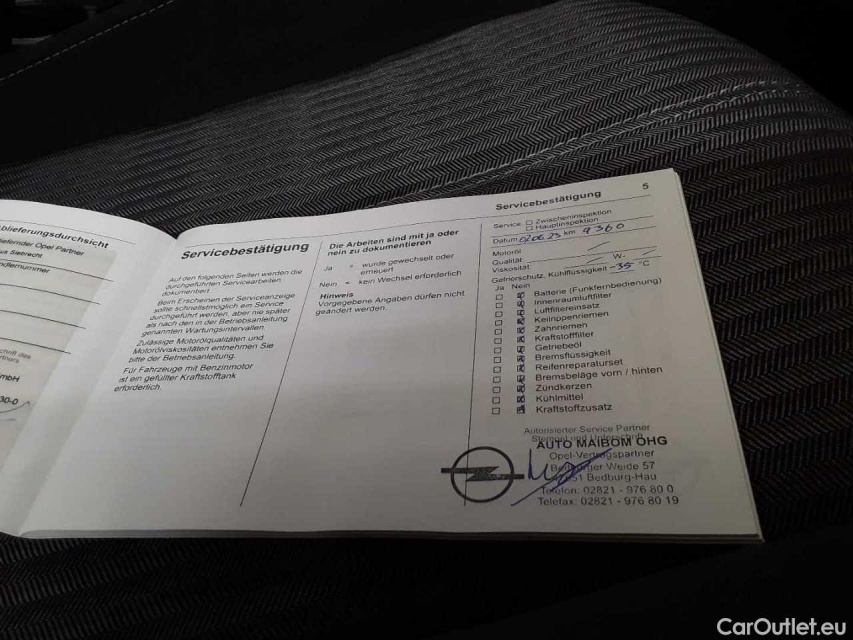 blieferungsdurchsicht
Opel Partner
Servicebestätigung
Auf den folgenden Seiten werden die
durchgeführten Servicearbeiten
dokumentiert.
Beim Erscheinen der Serviceanzeige
sollte schnellstmöglich ein Service
durchgeführt werden, aber nie später
als nach den in der Betriebsanleitung
genannten Wartungsintervallen.
Zulässige Motorölqualitäten und
Motorölviskositäten entnehmen Sie
bitte der Betriebsanleitung.
Für Fahrzeuge mit Benzinmotor
ist ein gefüllter Kraftstofftank
erforderlich.
Die Arbeiten sind mit ja oder
nein zu dokumentieren
Ja = wurde gewechselt oder
erneuert
Nein = kein Wechsel erforderlich
Hinweis
Vorgegebene Angaben dürfen nicht
geändert werden.
Servicebestätigung 5
Service Zwischeninspektion
Hauptinspektion
Datum 020623 km 9360
Motoröl
Qualität
Viskosität W-
Gefrierschutz, Kühlflüssigkeit -35 °C
Ja Nein
Batterie (Funkfernbedienung)
Innenraumluftfilter
Luftfiltereinsatz
Keilrippenriemen
Zahnriemen
Kraftstofffilter
Getriebeöl
Bremsflüssigkeit
Reifenreparaturset
Bremsbeläge vorn / hinten
Zündkerzen
Kühlmittel
Kraftstoffzusatz
Autorisierter Service Partner
Stempel und Unterschrift
AUTO MAIBOM OHG
Opel-Vertragspartner
Weide 57
Bedburg-Hau
Telefon: 02821 - 976 80 0
Telefax: 02821 - 976 80 19
CarOutlet.eu